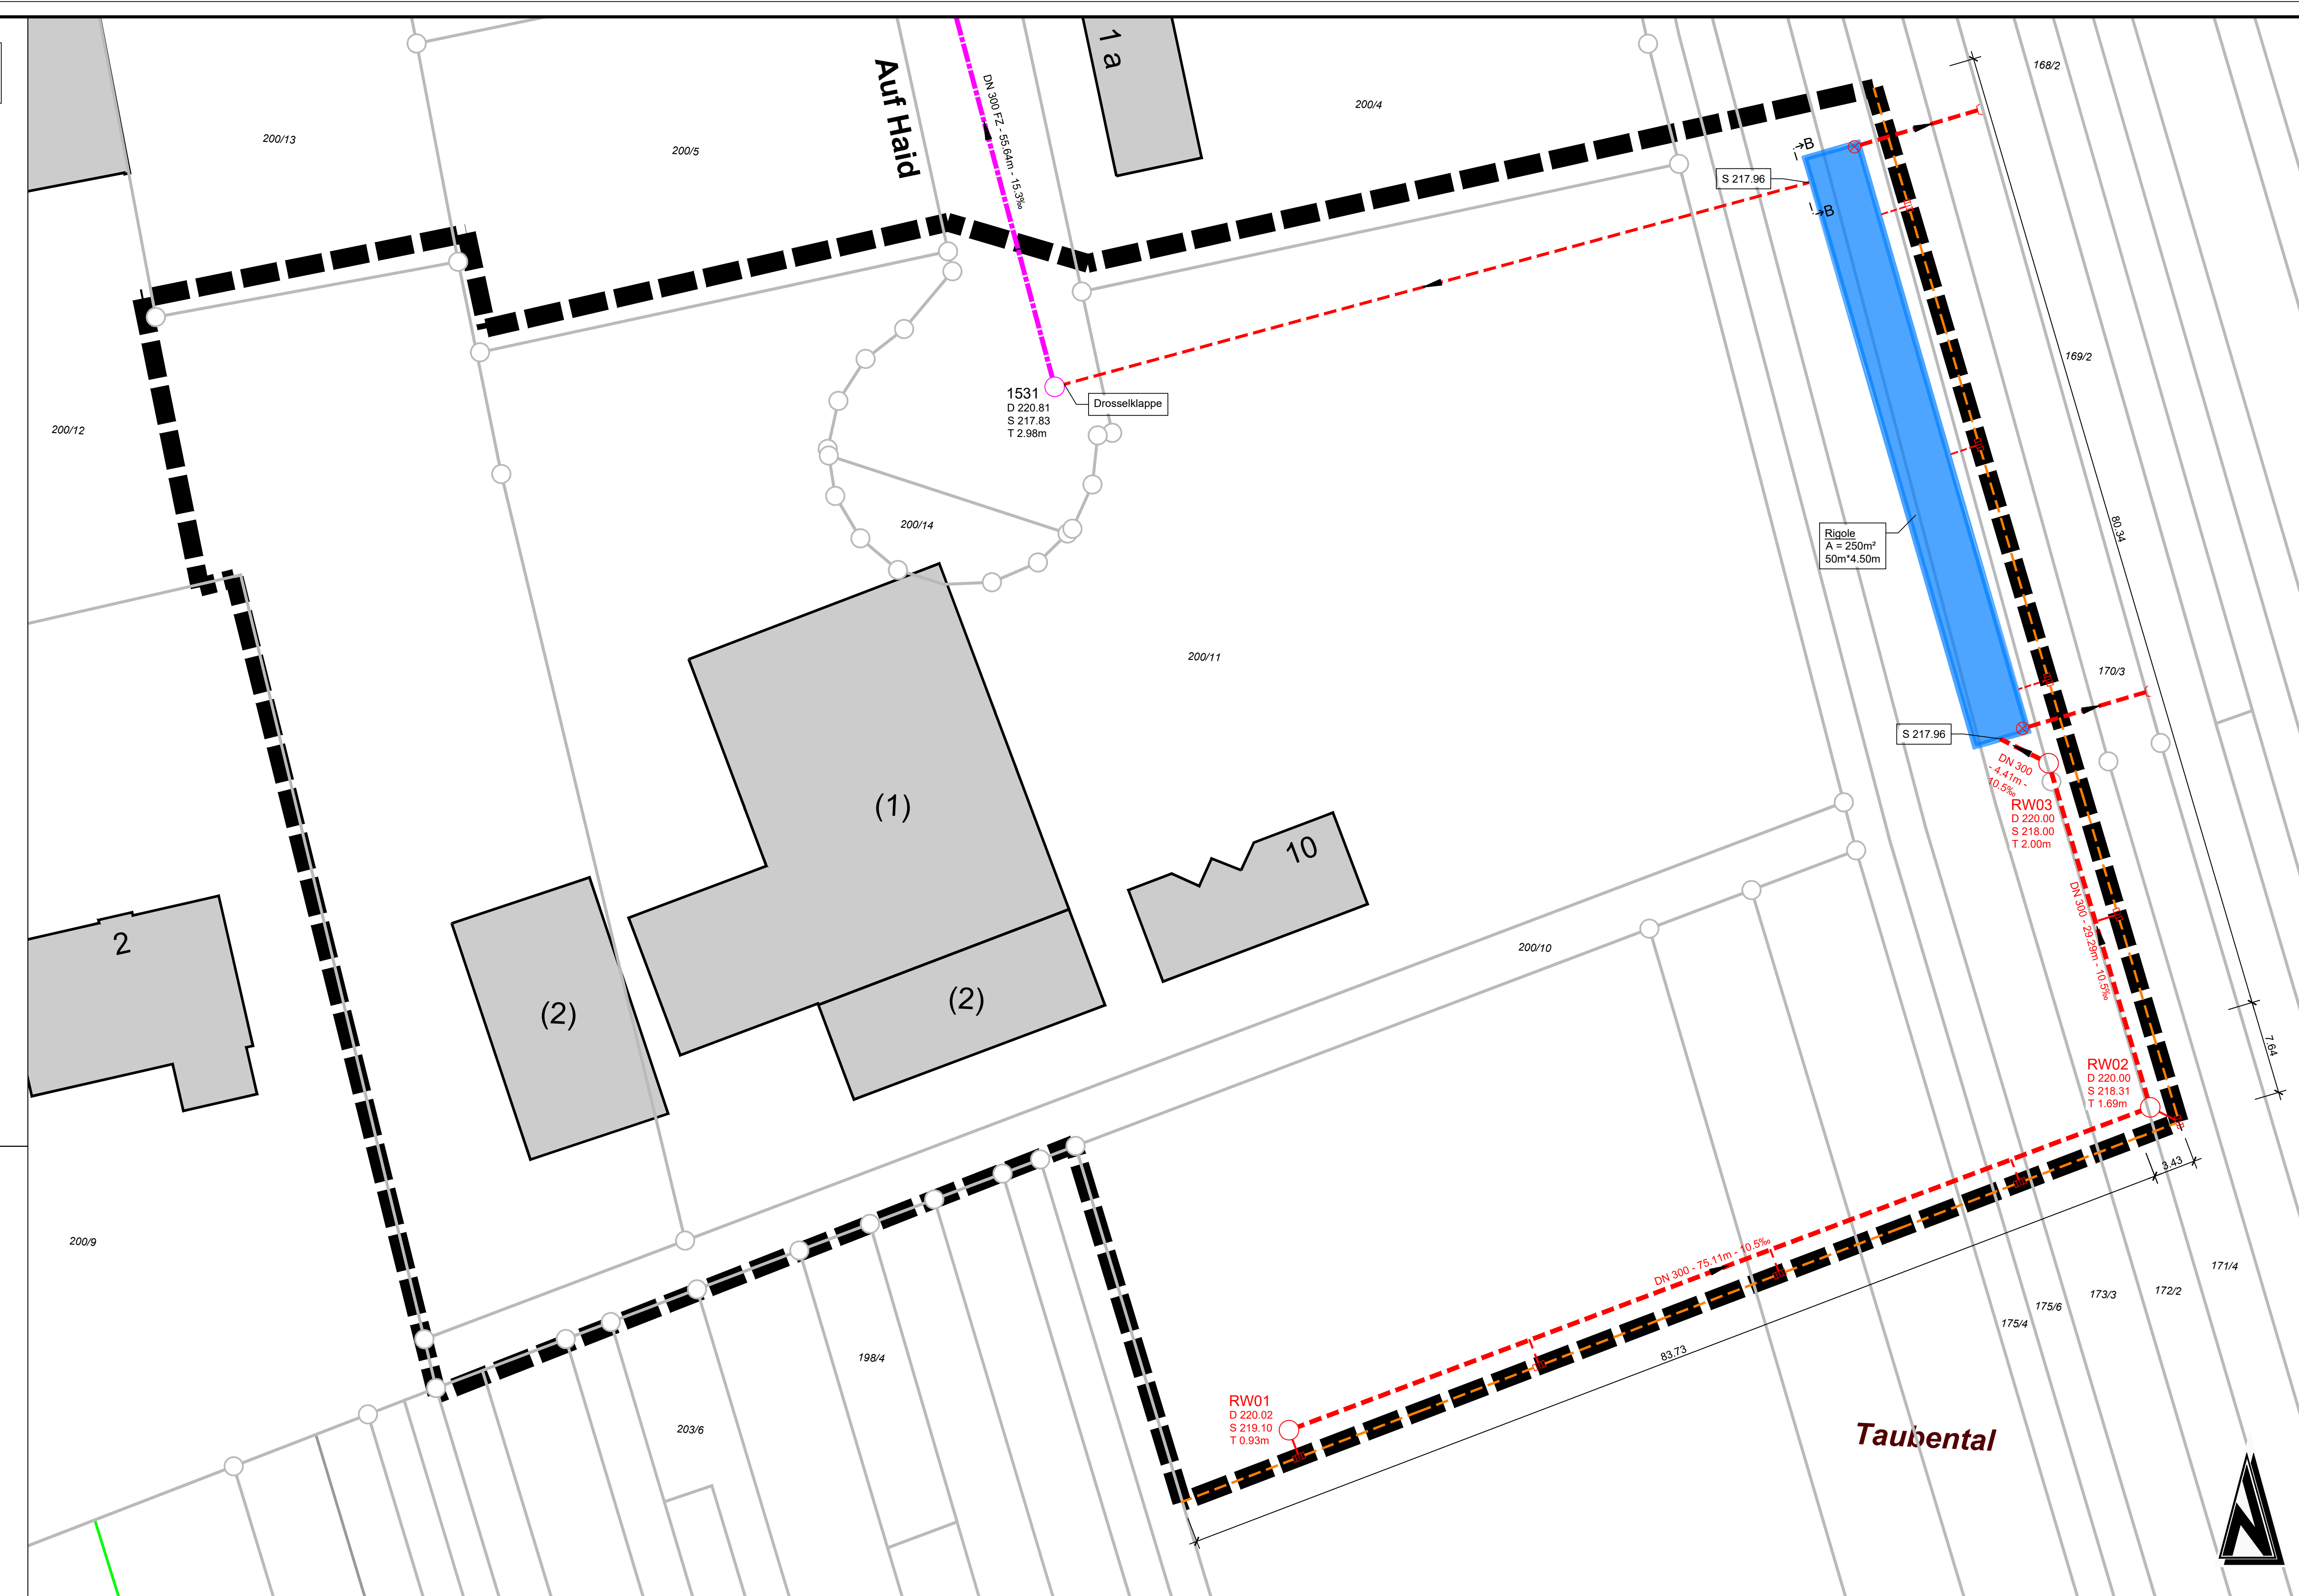 1 a
168/2
200/4
Auf Haid
DN 300 FZ - 55.64m - 15.3‰
200/13
200/5
B
S 217.96
B
169/2
1531
D 220.81
S 217.83
T 2.98m
Drosselklappe
200/12
200/14
80.34
Rigole
A = 250m²
50m*4.50m
200/11
170/3
S 217.96
DN 300
- 4.41m -
10.5‰
RW03
D 220.00
S 218.00
T 2.00m
(1)
10
2
(2)
(2)
200/10
DN 300 - 29.29m - 10.5‰
7.64
RW02
D 220.00
S 218.31
T 1.69m
3.43
200/9
DN 300 - 75.11m - 10.5‰
171/4
172/2
173/3
175/6
175/4
198/4
83.73
203/6
RW01
D 220.02
S 219.10
T 0.93m
Taubental
N